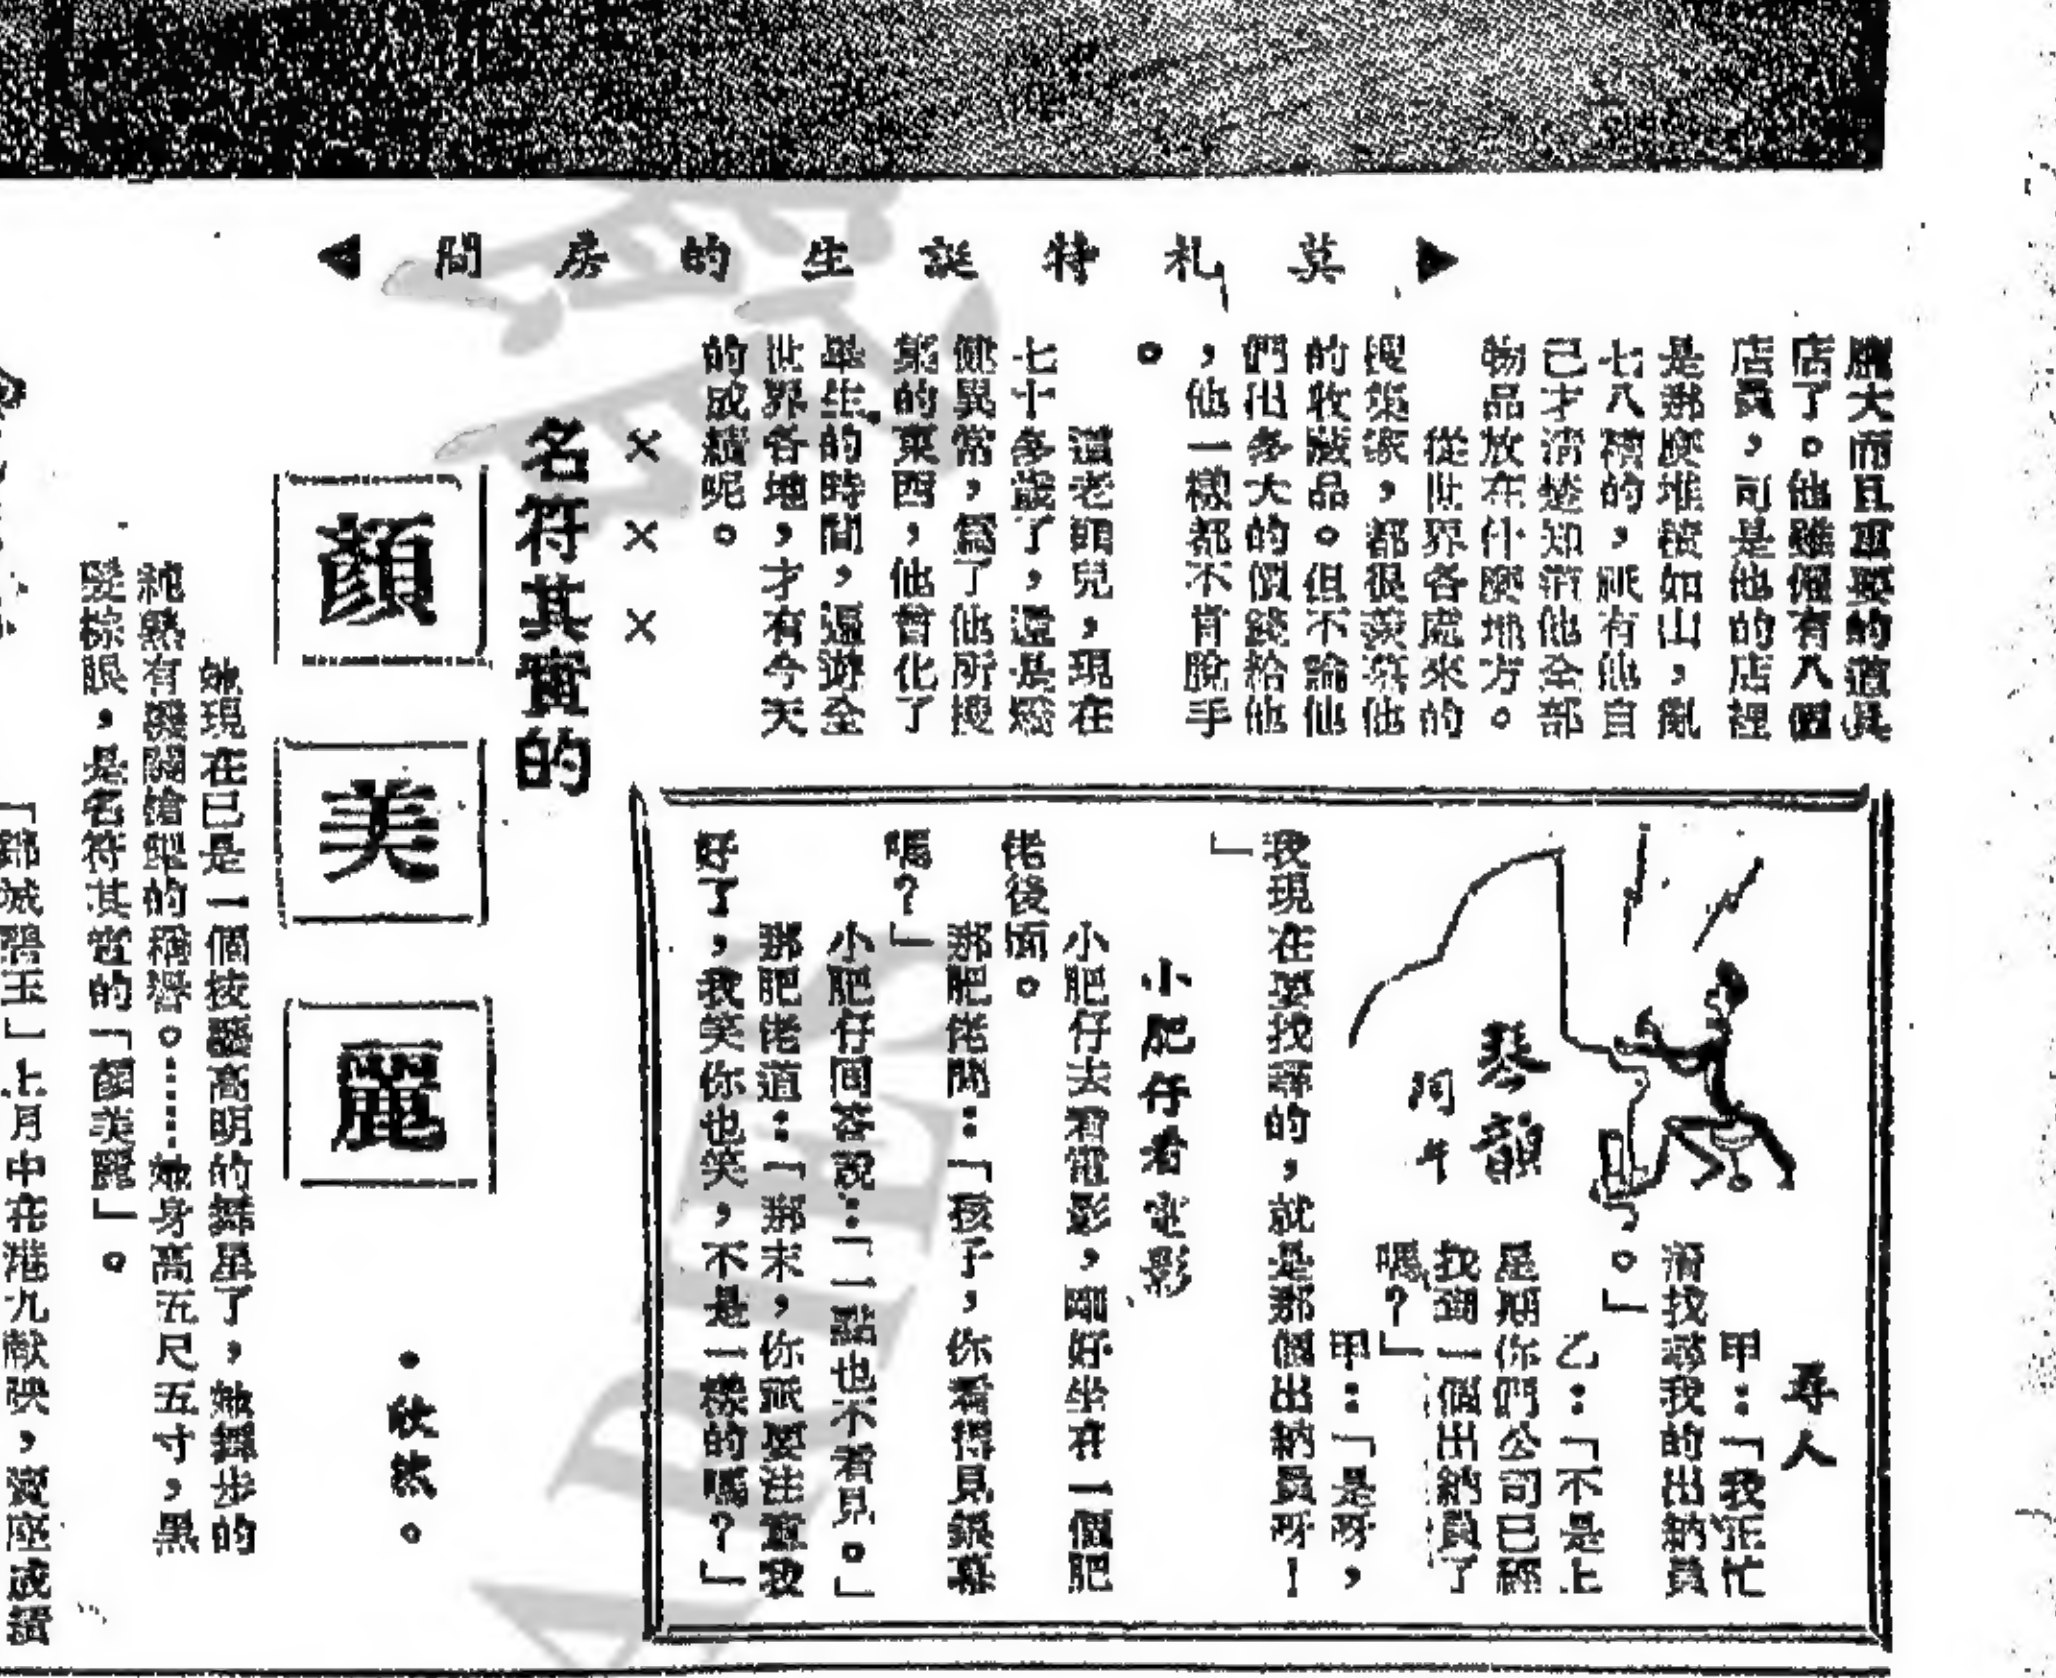 莫札特誕生的房間
龐大而且重要的道具
店了。他雖僱有八個
店員,可是他的店裡
是那麽堆積如山,亂
七八糟的,祇有他自
己才清楚知道他全部
物品放在什麽地方。
從世界各處來的
搜集家,都很羨慕他
的收藏品。但不論他
們出多大的價錢給他
,他一樣都不肯脫手
。
這老頭兒,現在
七十多歲了,還是矯
健異常,爲了他所搜
集的東西,他曾化了
畢生的時間,遍遊全
世界各地,才有今天
的成績呢。
×××
琴韻
阿牛
尋人
甲:「我很忙
清找尋我的出納員
。」
乙:「不是上
星期你們公司已經
找到一個出納員了
嗎?」
甲:「是呀,
我現在要找尋的,就是那個出納員呀!
」
小肥仔看電影
小肥仔去看電影,剛好坐在一個肥
佬後面。
那肥佬問:「孩子,你看得見銀幕
嗎?」
小肥仔回答說:「一點也不看見。」
那肥佬道:「那末,你祇要注意我
好了,我笑你也笑,不是一樣的嗎?」
名符其實的
顏美麗
•欣然。
她現在已是一個技藝高明的舞星了,她舞步的
純熟有
的稱譽。……她身高五尺五寸,黑
髮棕眼,是名符其實的「顏美麗」。
「錦城碧玉」上月中在港九献映,賣座成績